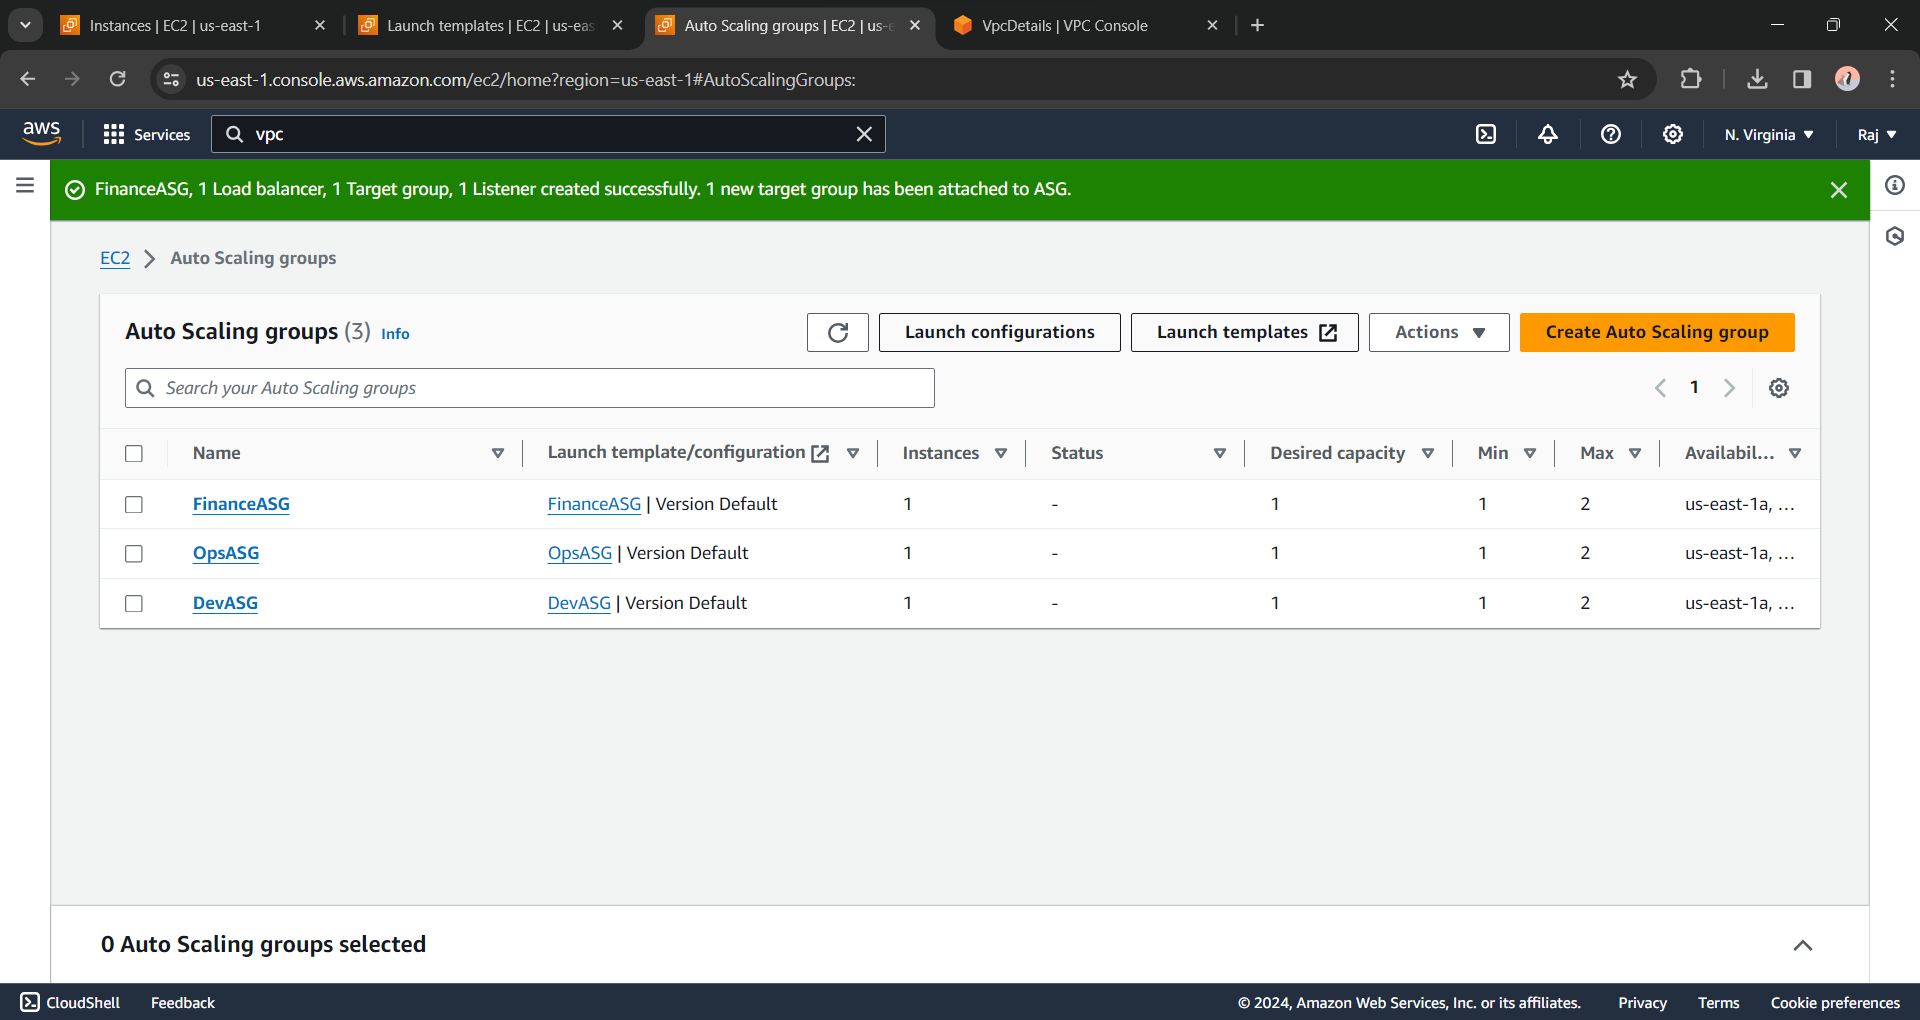 Instances | EC2 | us-east-1
Launch templates | EC2 | us-eas
Auto Scaling groups | EC2 | us-e
VpcDetails | VPC Console
us-east-1.console.aws.amazon.com/ec2/home?region=us-east-1#AutoScalingGroups:
aws
Services
vpc
N. Virginia
Raj
FinanceASG, 1 Load balancer, 1 Target group, 1 Listener created successfully. 1 new target group has been attached to ASG.
EC2 Auto Scaling groups
Auto Scaling groups (3) Info
Launch configurations
Launch templates
Actions
Create Auto Scaling group
Search your Auto Scaling groups
1
Name Launch template/configuration Instances Status Desired capacity Min Max Availabil...
FinanceASG FinanceASG | Version Default 1 - 1 1 2 us-east-1a, ...
OpsASG OpsASG | Version Default 1 - 1 1 2 us-east-1a, ...
DevASG DevASG | Version Default 1 - 1 1 2 us-east-1a, ...
0 Auto Scaling groups selected
CloudShell Feedback © 2024, Amazon Web Services, Inc. or its affiliates. Privacy Terms Cookie preferences